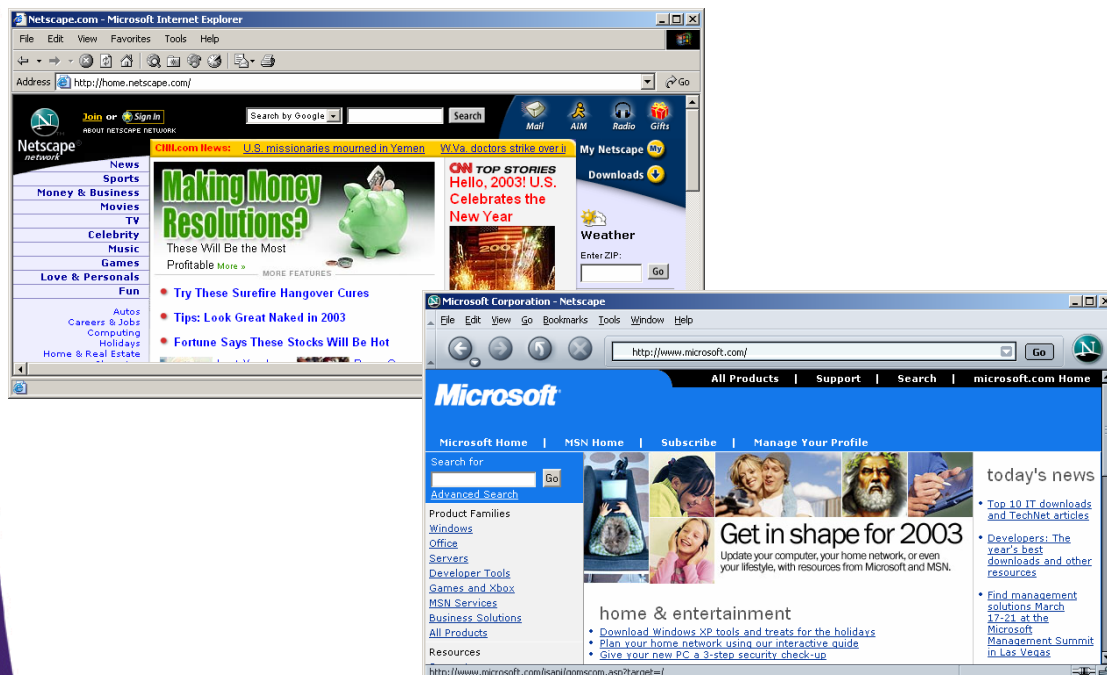 Netscape.com - Microsoft Internet Explorer
File Edit View Favorites Tools Help
Address http://home.netscape.com/ Go
Join or Sign In
ABOUT NETSCAPE NETWORK
Search by Google Search
Mail AIM Radio Gifts
Netscape
network
CNN.com News: U.S. missionaries mourned in Yemen W.Va. doctors strike over i
My Netscape My
Downloads
News
Sports
Money & Business
Movies
TV
Celebrity
Music
Games
Love & Personals
Fun
Autos
Careers & Jobs
Computing
Holidays
Home & Real Estate
Making Money
Resolutions?
These Will Be the Most
Profitable More »
MORE FEATURES
Try These Surefire Hangover Cures
Tips: Look Great Naked in 2003
Fortune Says These Stocks Will Be Hot
CNN TOP STORIES
Hello, 2003! U.S.
Celebrates the
New Year
2003
Weather
Enter ZIP:
Go
Microsoft Corporation - Netscape
File Edit View Go Bookmarks Tools Window Help
http://www.microsoft.com/ Go
All Products | Support | Search | microsoft.com Home
Microsoft
Microsoft Home | MSN Home | Subscribe | Manage Your Profile
Search for
Go
Advanced Search
Product Families
Windows
Office
Servers
Developer Tools
Games and Xbox
MSN Services
Business Solutions
All Products
Resources
Get in shape for 2003
Update your computer, your home network, or even
your lifestyle, with resources from Microsoft and MSN.
home & entertainment
• Download Windows XP tools and treats for the holidays
• Plan your home network using our interactive guide
• Give your new PC a 3-step security check-up
today's news
• Top 10 IT downloads
and TechNet articles
• Developers: The
year's best
downloads and other
resources
• Find management
solutions March
17-21 at the
Microsoft
Management Summit
in Las Vegas
http://www.microsoft.com/isapi/gomscom.asp?target=/